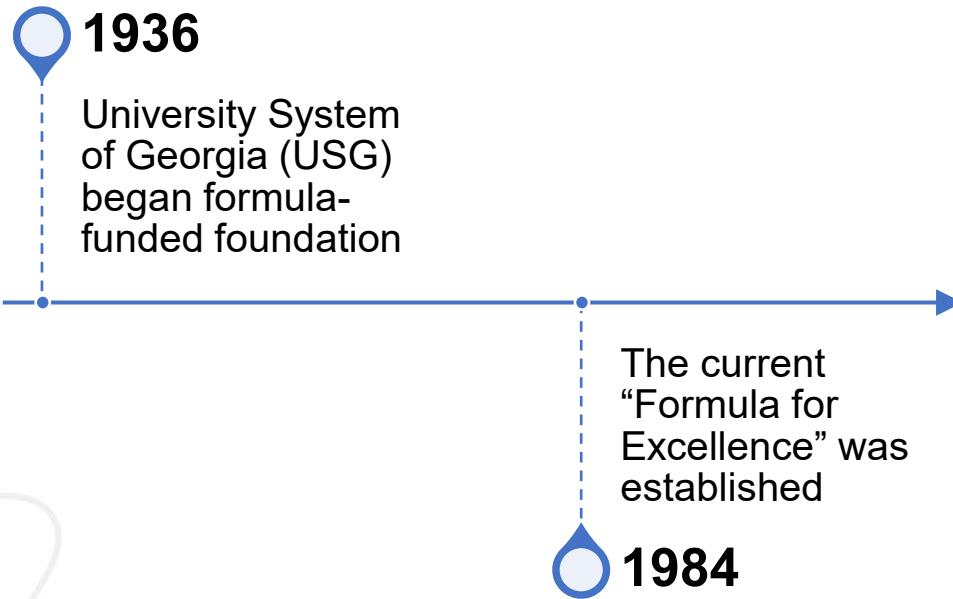 1936
University System
of Georgia (USG)
began formula-
funded foundation
The current
“Formula for
Excellence” was
established
1984